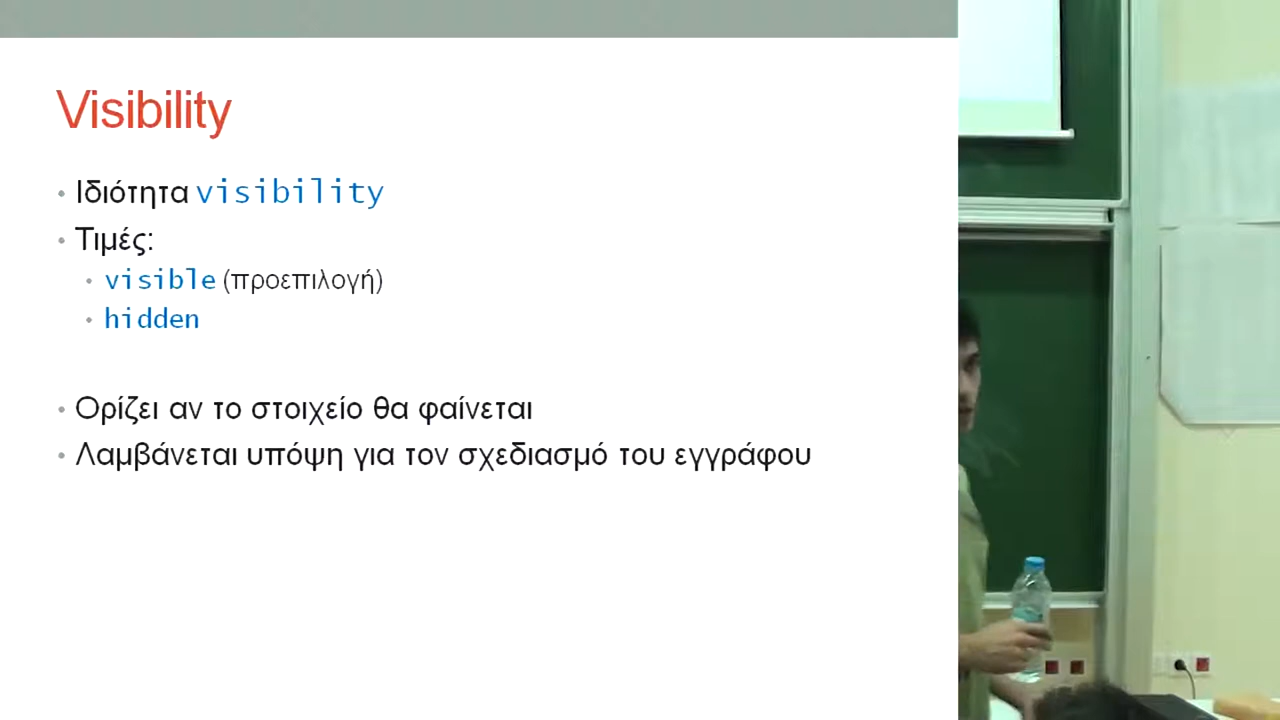 Visibility
• Ιδιότητα visibility
• Τιμές:
• visible (προεπιλογή)
• hidden
• Ορίζει αν το στοιχείο θα φαίνεται
• Λαμβάνεται υπόψη για τον σχεδιασμό του εγγράφου